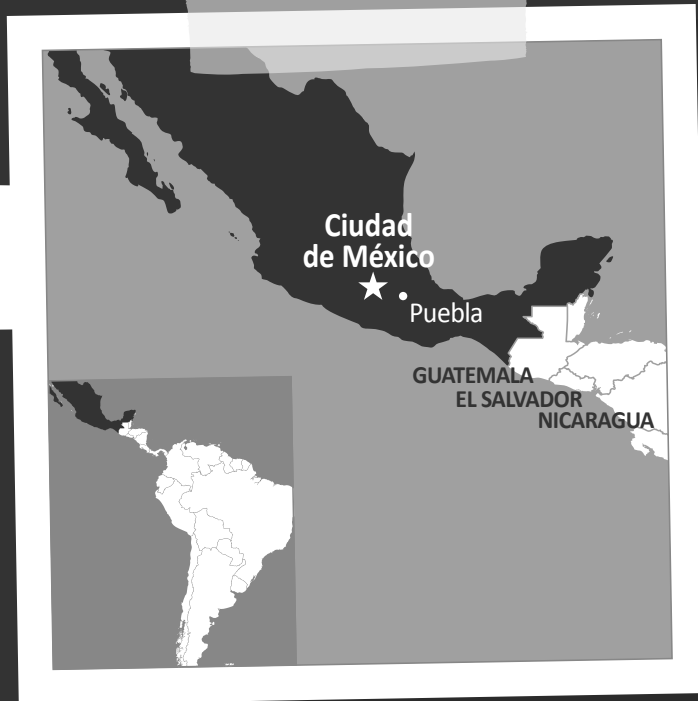 Ciudad
de México
Puebla
GUATEMALA
EL SALVADOR
NICARAGUA